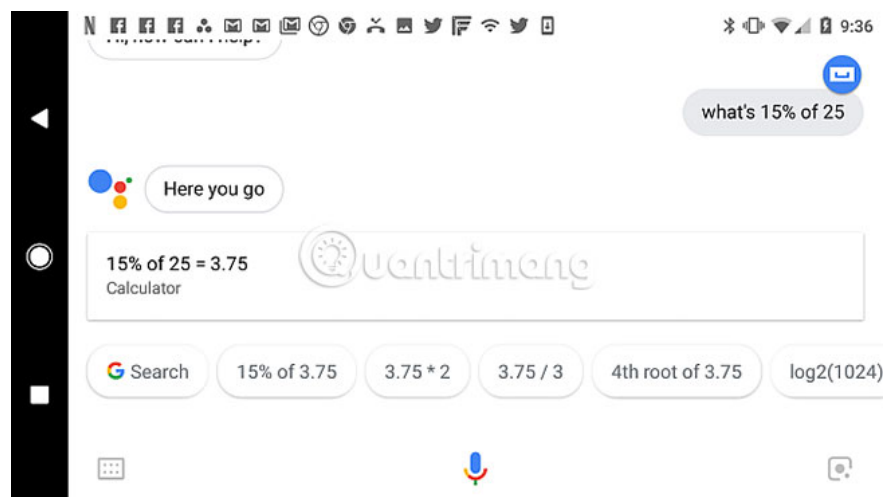 9:36
what's 15% of 25
Here you go
15% of 25 = 3.75
Calculator
Quantrimang
G Search
15% of 3.75
3.75 * 2
3.75 / 3
4th root of 3.75
log2(1024)